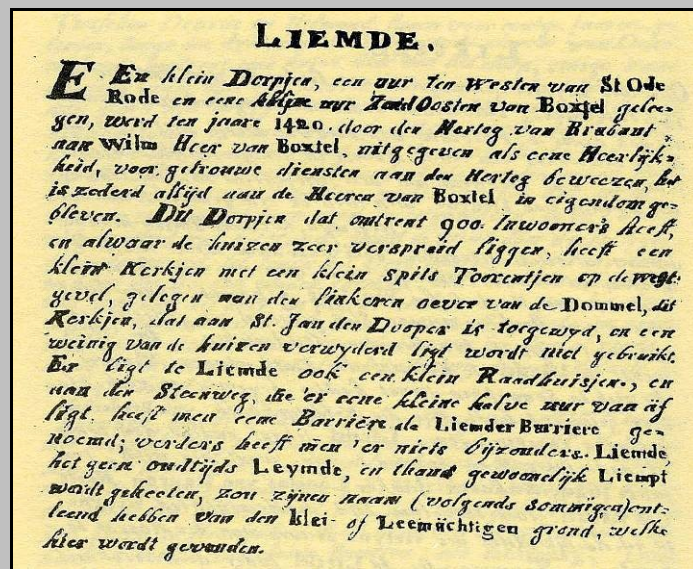 LIEMDE.
EEn klein Dorpjen, een uur ten Westen van St Ode
Rode en eene kleine uur Zuid Oosten van Boxtel gelee-
gen, werd ten jaare 1420. door den Hertog van Brabant
aan Wilm Heer van Boxtel, uitgegeven als eene Heerlijk-
heid, voor getrouwe diensten aan den Hertog beweezen, het
is zederd altijd aan de Heeren van Boxtel in eigendom ge-
bleven. Dit Dorpjen dat omtrent 900. Inwooners heeft,
en alwaar de huizen zeer verspreid liggen, heeft een
klein Kerkjen met een klein spits Toorentjen op de west-
gevel, gelegen aan den linkeren oever van de Dommel, dit
Kerkjen, dat aan St. Jan den Dooper is toegewyd, en een
weinig van de huizen verwyderd ligt wordt niet gebruikt.
Er ligt te Liemde ook een klein Raadhuisjen, en
aan den Steenweg, die 'er eene kleine halve uur van äf
ligt heeft men eene Barrière de Liemder Barriere ge-
noemd; verders heeft men 'er niets bijzonders. Liemde,
het geen oudtijds Leymde, en thans gewoonelijk Liempt
wordt geheeten, zou zijnen naam (volgends sommigen) ont-
leend hebben van den klei- of Leemächtigen grond, welke
hier wordt gevonden.